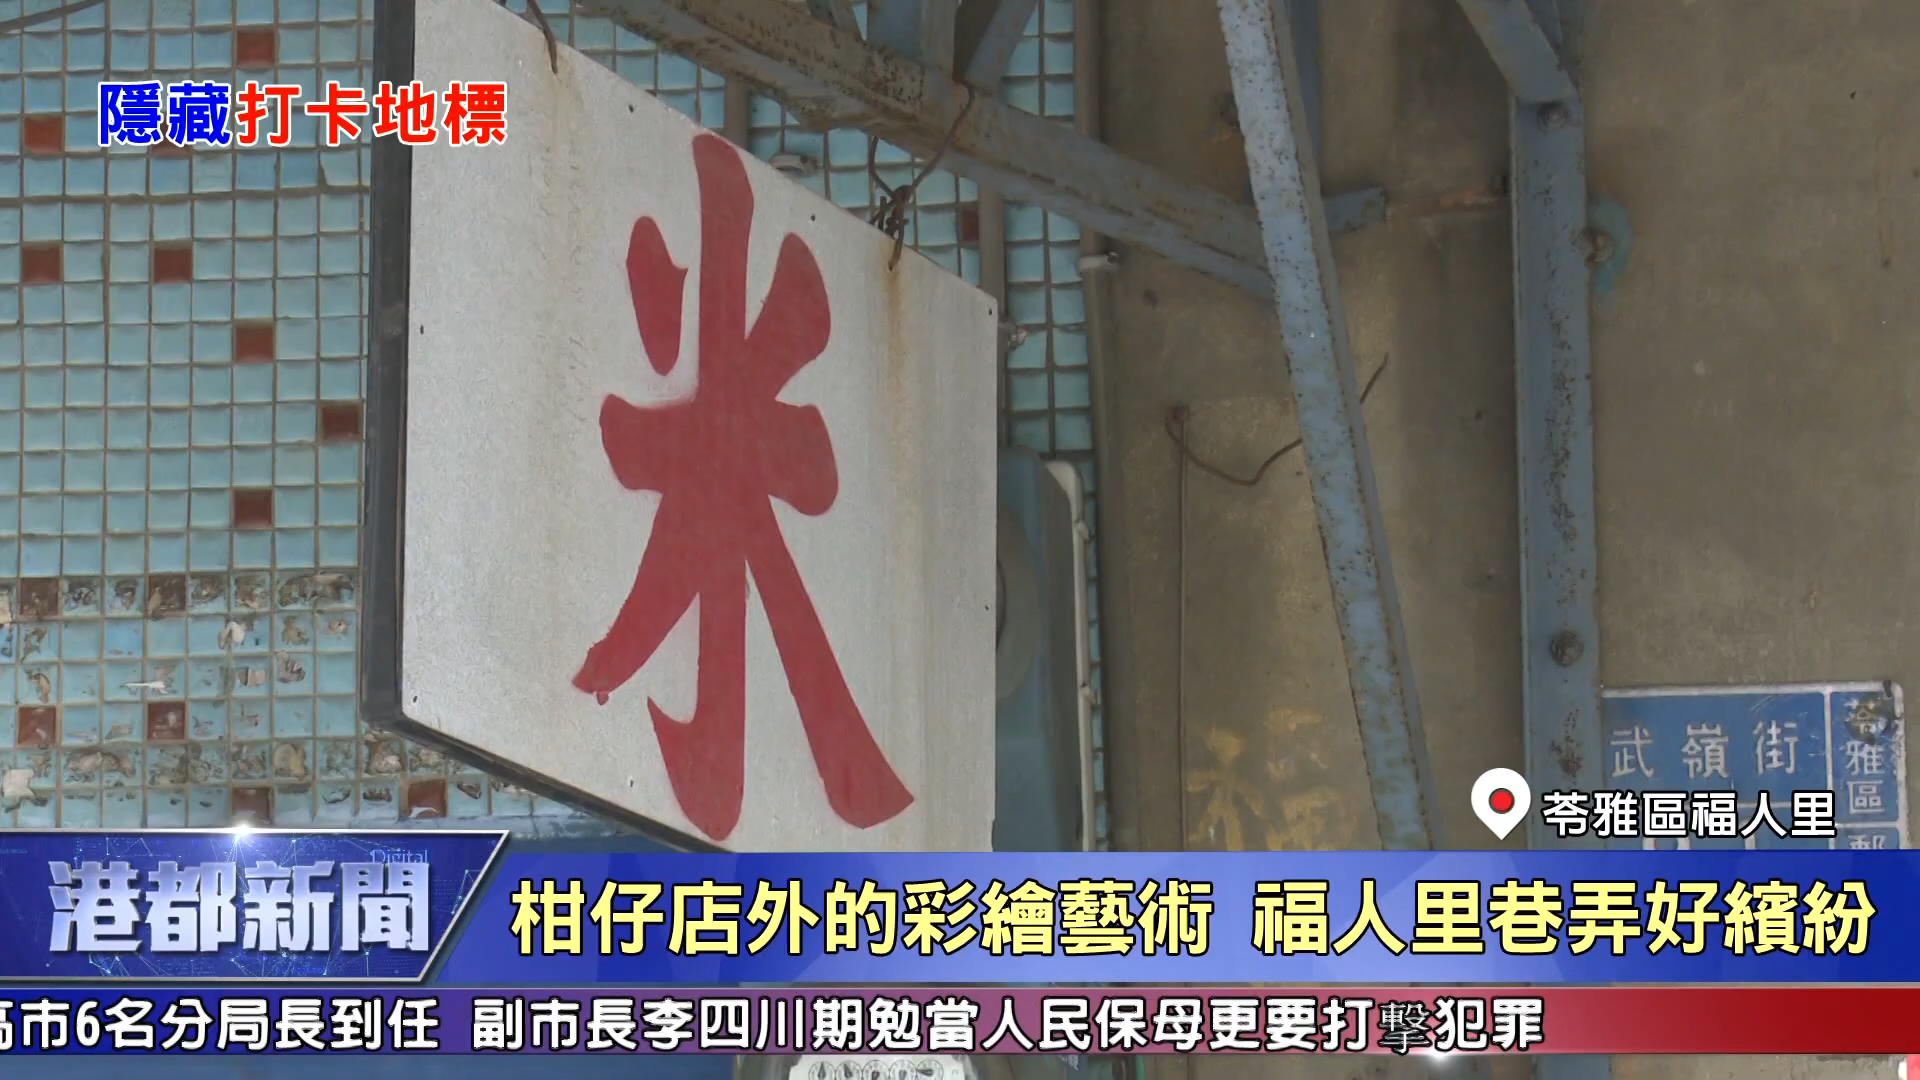 隱藏打卡地標
米
武嶺街
苓雅區
苓雅區福人里
Digital
港都新聞
柑仔店外的彩繪藝術 福人里巷弄好繽紛
高市6名分局長到任 副市長李四川期勉當人民保母更要打擊犯罪